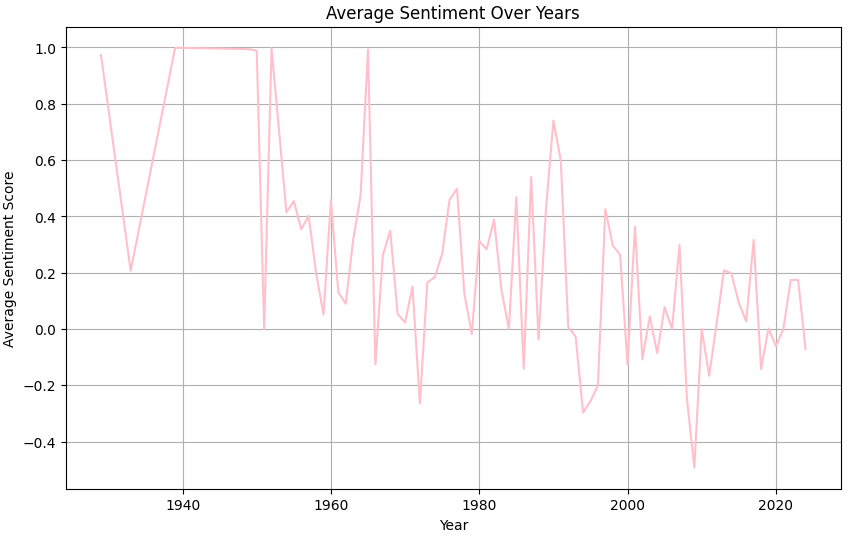 Average Sentiment Over Years
1.0
0.8
0.6
0.4
0.2
0.0
−0.2
−0.4
Average Sentiment Score
1940 1960 1980 2000 2020
Year